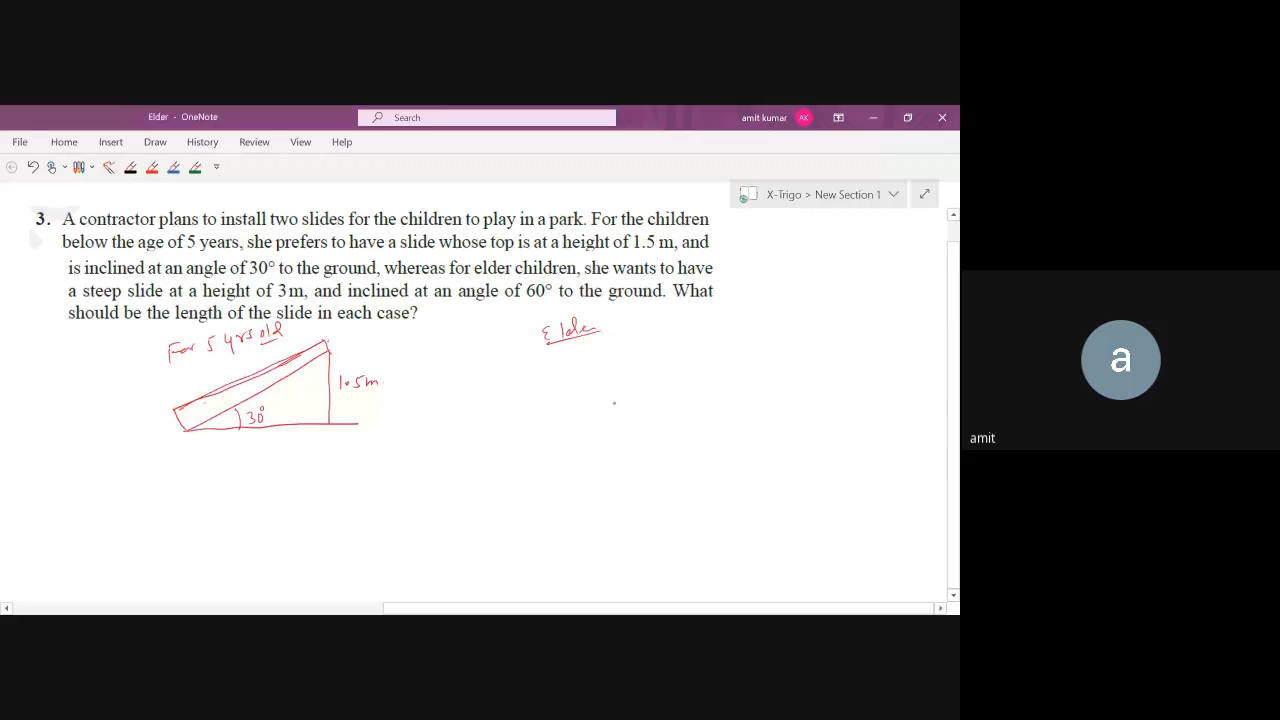 Elder - OneNote
Search
amit kumar
AK
File Home Insert Draw History Review View Help
X-Trigo > New Section 1
3. A contractor plans to install two slides for the children to play in a park. For the children
below the age of 5 years, she prefers to have a slide whose top is at a height of 1.5 m, and
is inclined at an angle of 30° to the ground, whereas for elder children, she wants to have
a steep slide at a height of 3 m, and inclined at an angle of 60° to the ground. What
should be the length of the slide in each case?
For 5 yrs old
Elder
1.5m
30°
a
amit